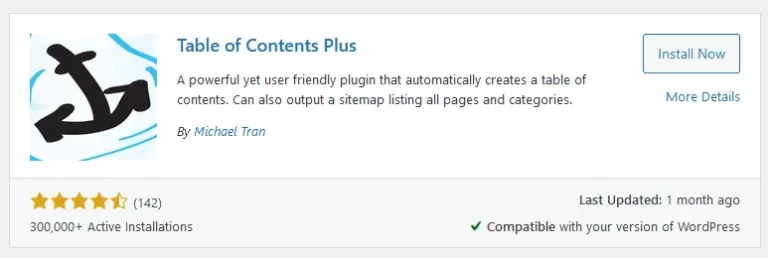 Table of Contents Plus
Install Now
A powerful yet user friendly plugin that automatically creates a table of
contents. Can also output a sitemap listing all pages and categories.
More Details
By Michael Tran
(142)
Last Updated: 1 month ago
300,000+ Active Installations
Compatible with your version of WordPress